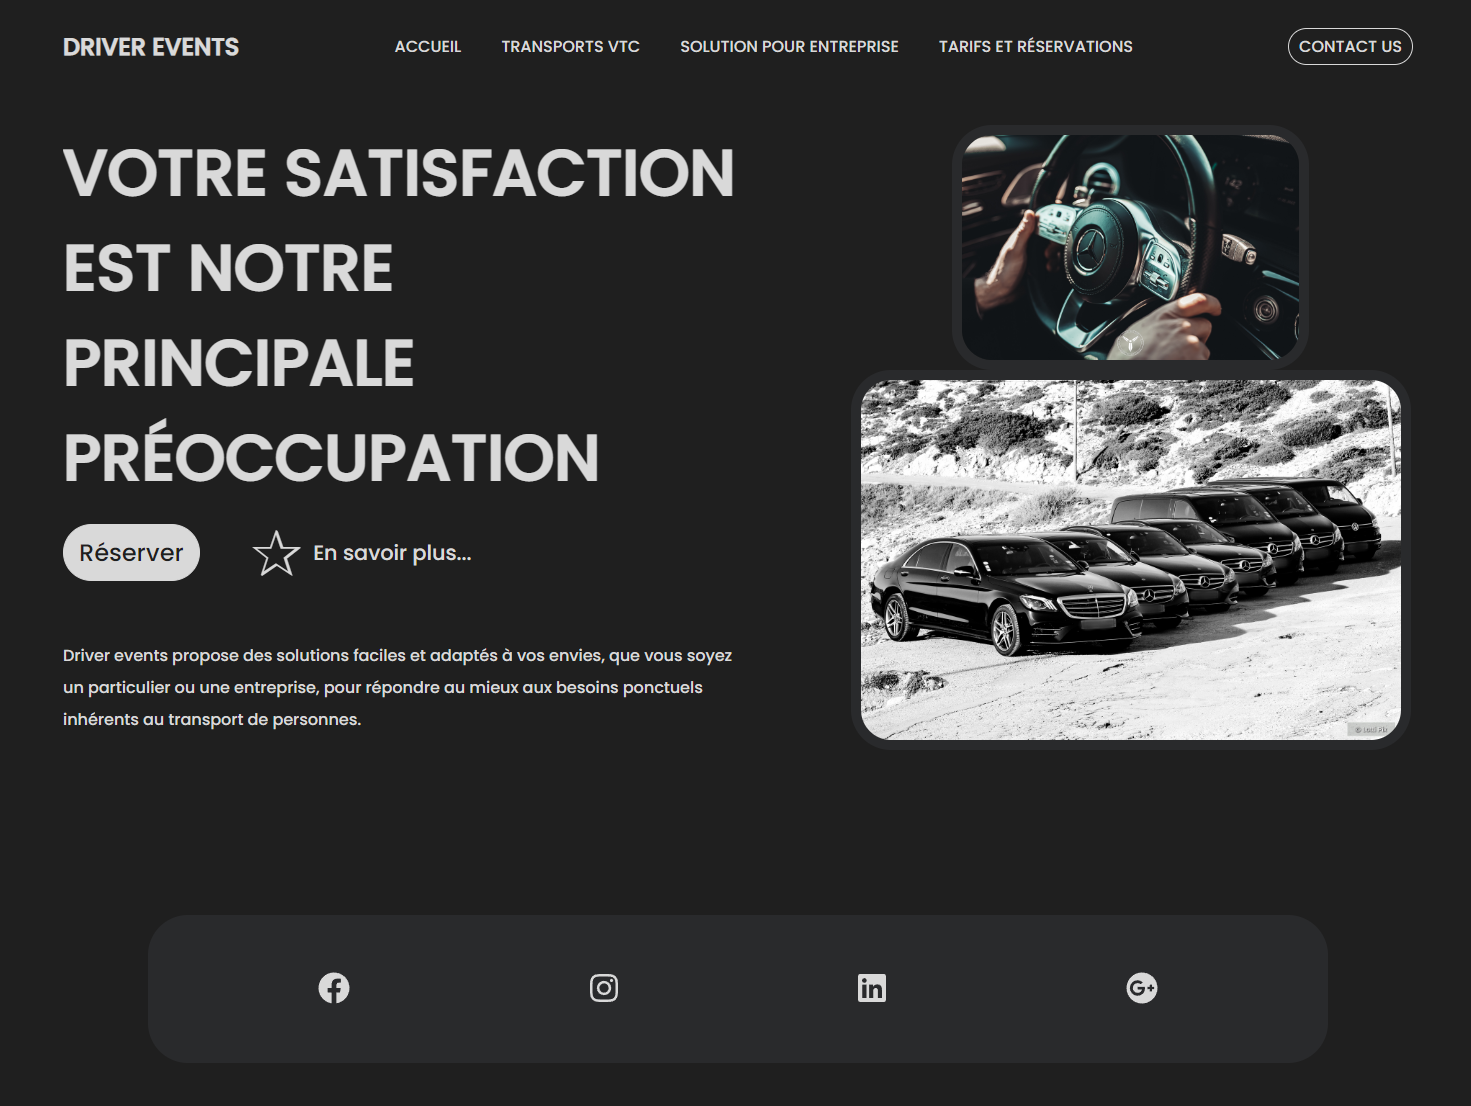 DRIVER EVENTS
ACCUEIL
TRANSPORTS VTC
SOLUTION POUR ENTREPRISE
TARIFS ET RÉSERVATIONS
CONTACT US
VOTRE SATISFACTION
EST NOTRE
PRINCIPALE
PRÉOCCUPATION
Réserver
En savoir plus...
Driver events propose des solutions faciles et adaptés à vos envies, que vous soyez
un particulier ou une entreprise, pour répondre au mieux aux besoins ponctuels
inhérents au transport de personnes.